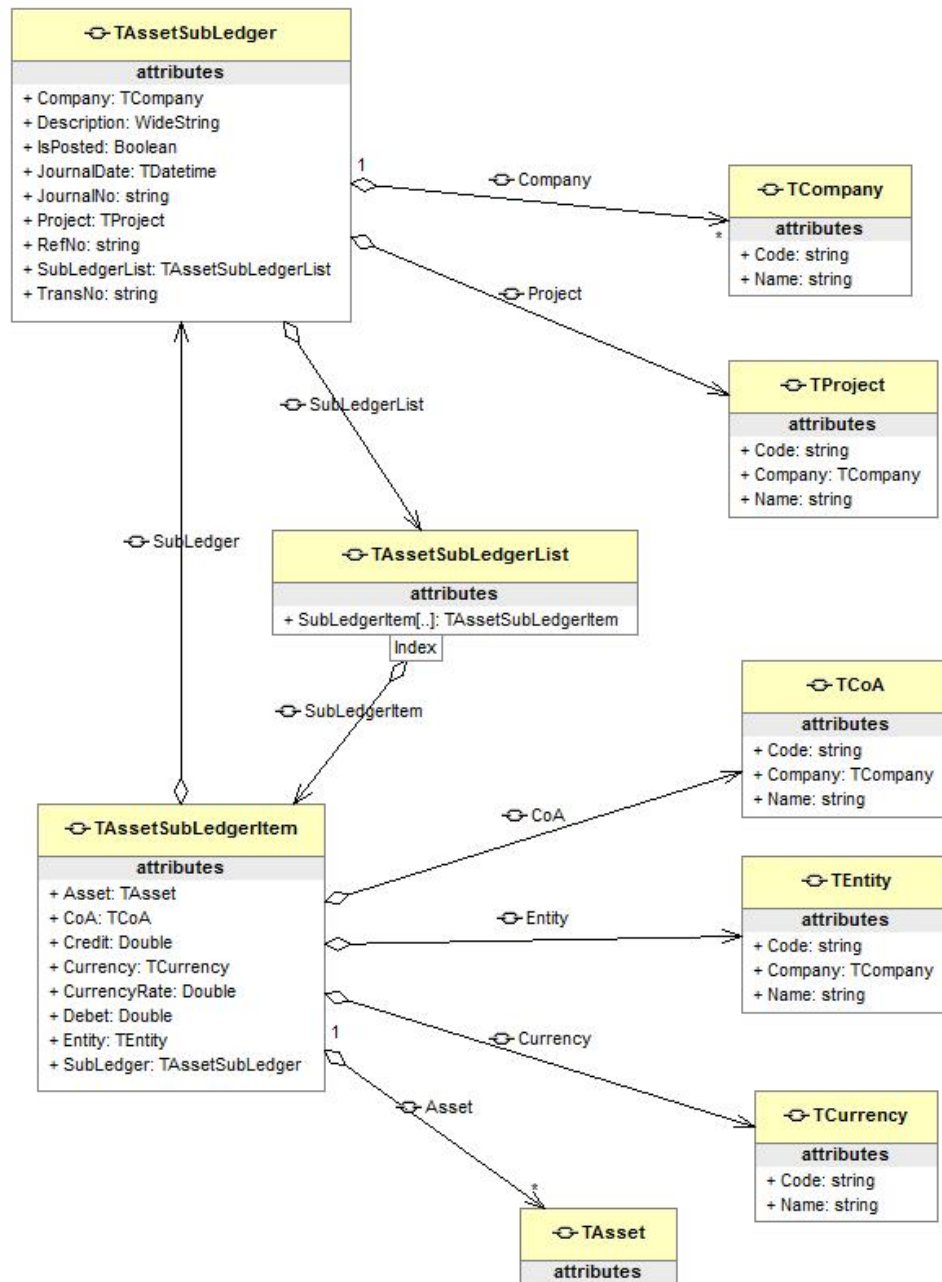 TAssetSubLedger
attributes
+ Company: TCompany
+ Description: WideString
+ IsPosted: Boolean
+ JournalDate: TDatetime
+ JournalNo: string
+ Project: TProject
+ RefNo: string
+ SubLedgerList: TAssetSubLedgerList
+ TransNo: string
1
Company
*
TCompany
attributes
+ Code: string
+ Name: string
Project
TProject
attributes
+ Code: string
+ Company: TCompany
+ Name: string
SubLedgerList
SubLedger
TAssetSubLedgerList
attributes
+ SubLedgerItem[..]: TAssetSubLedgerItem
Index
SubLedgerItem
TCoA
attributes
+ Code: string
+ Company: TCompany
+ Name: string
CoA
TAssetSubLedgerItem
attributes
+ Asset: TAsset
+ CoA: TCoA
+ Credit: Double
+ Currency: TCurrency
+ CurrencyRate: Double
+ Debet: Double
+ Entity: TEntity
+ SubLedger: TAssetSubLedger
Entity
TEntity
attributes
+ Code: string
+ Company: TCompany
+ Name: string
1
Currency
TCurrency
attributes
+ Code: string
+ Name: string
Asset
*
TAsset
attributes